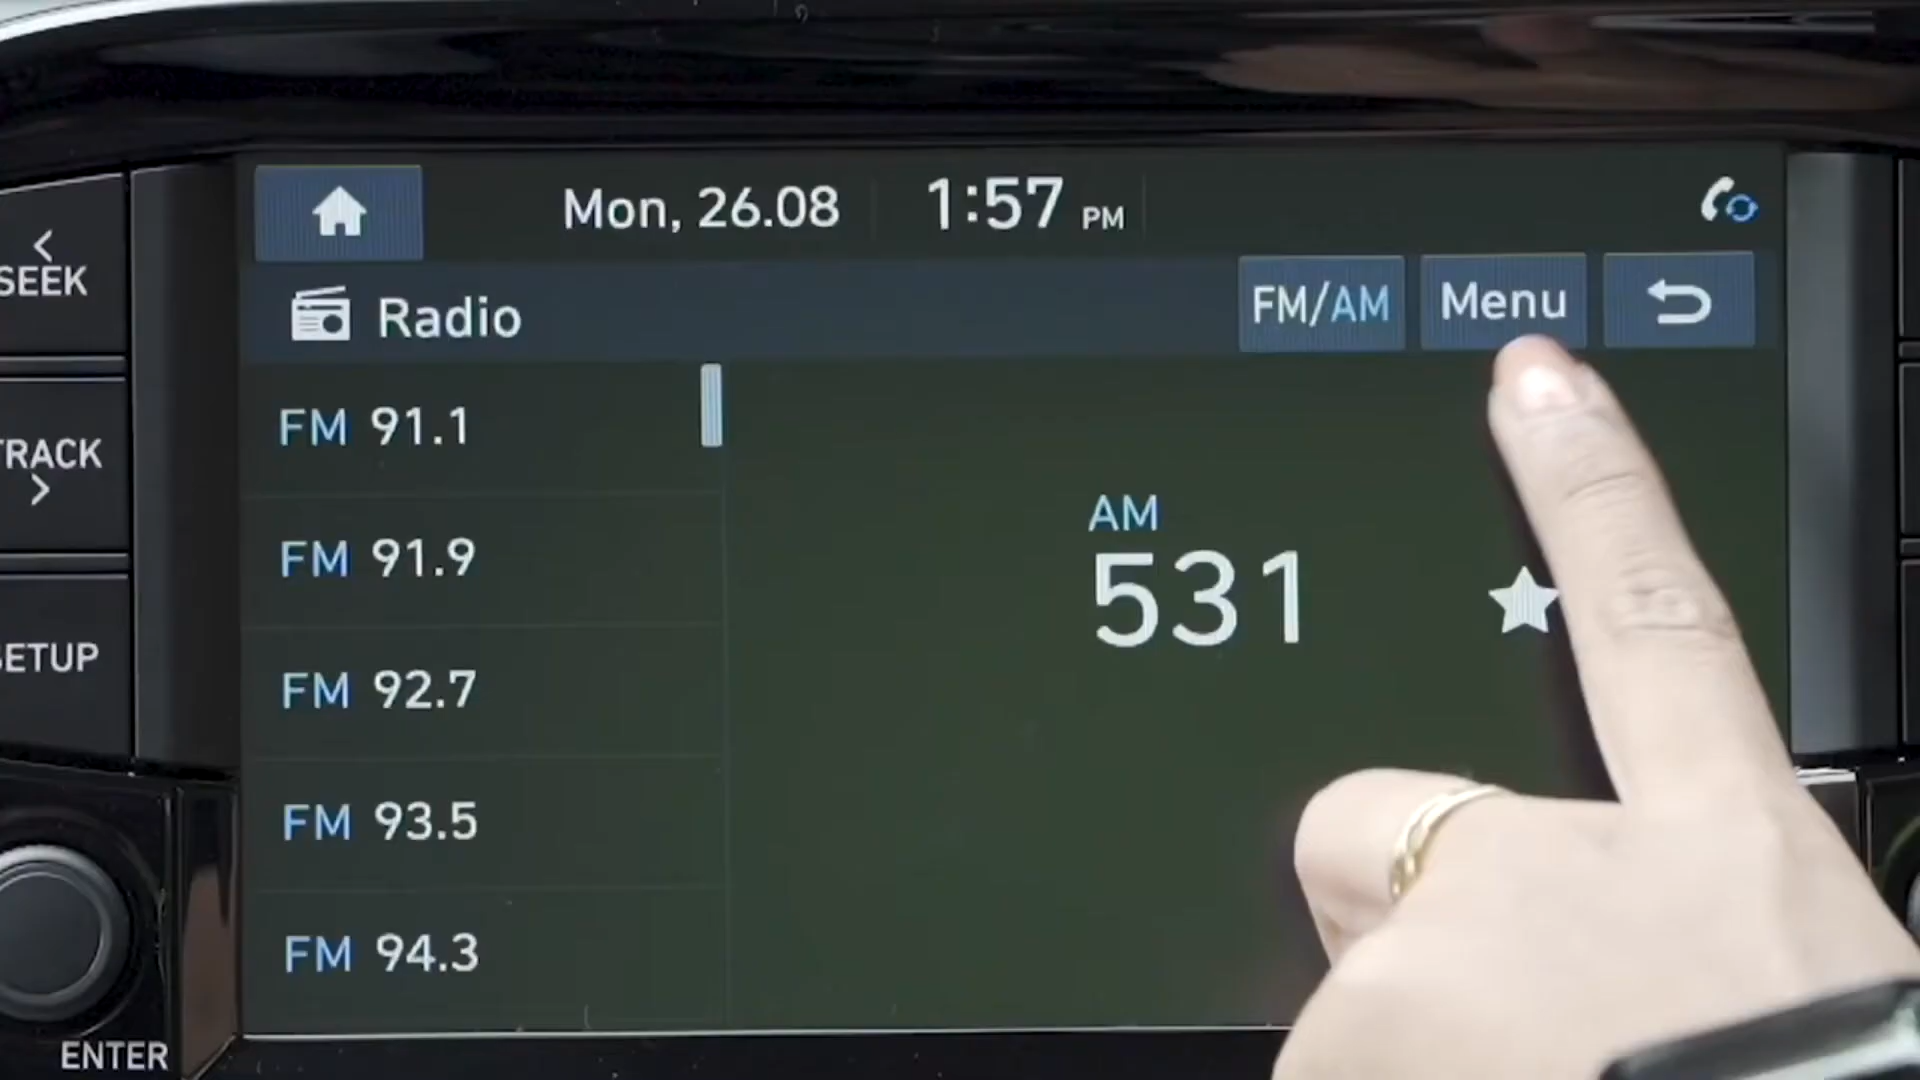 Mon, 26.08 1:57 PM
SEEK
Radio FM/AM Menu
FM 91.1
TRACK
AM
FM 91.9
531
SETUP
FM 92.7
FM 93.5
FM 94.3
ENTER